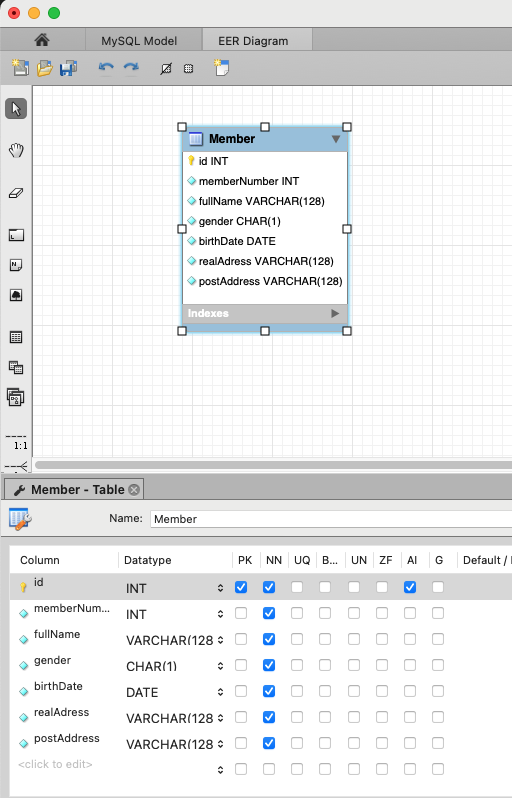 MySQL Model
EER Diagram
Member
id INT
memberNumber INT
fullName VARCHAR(128)
gender CHAR(1)
birthDate DATE
realAdress VARCHAR(128)
postAddress VARCHAR(128)
Indexes
1:1
Member - Table
Name: Member
Column Datatype PK NN UQ B... UN ZF AI G Default /
id INT
memberNum... INT
fullName VARCHAR(128
gender CHAR(1)
birthDate DATE
realAdress VARCHAR(128
postAddress VARCHAR(128
<click to edit>